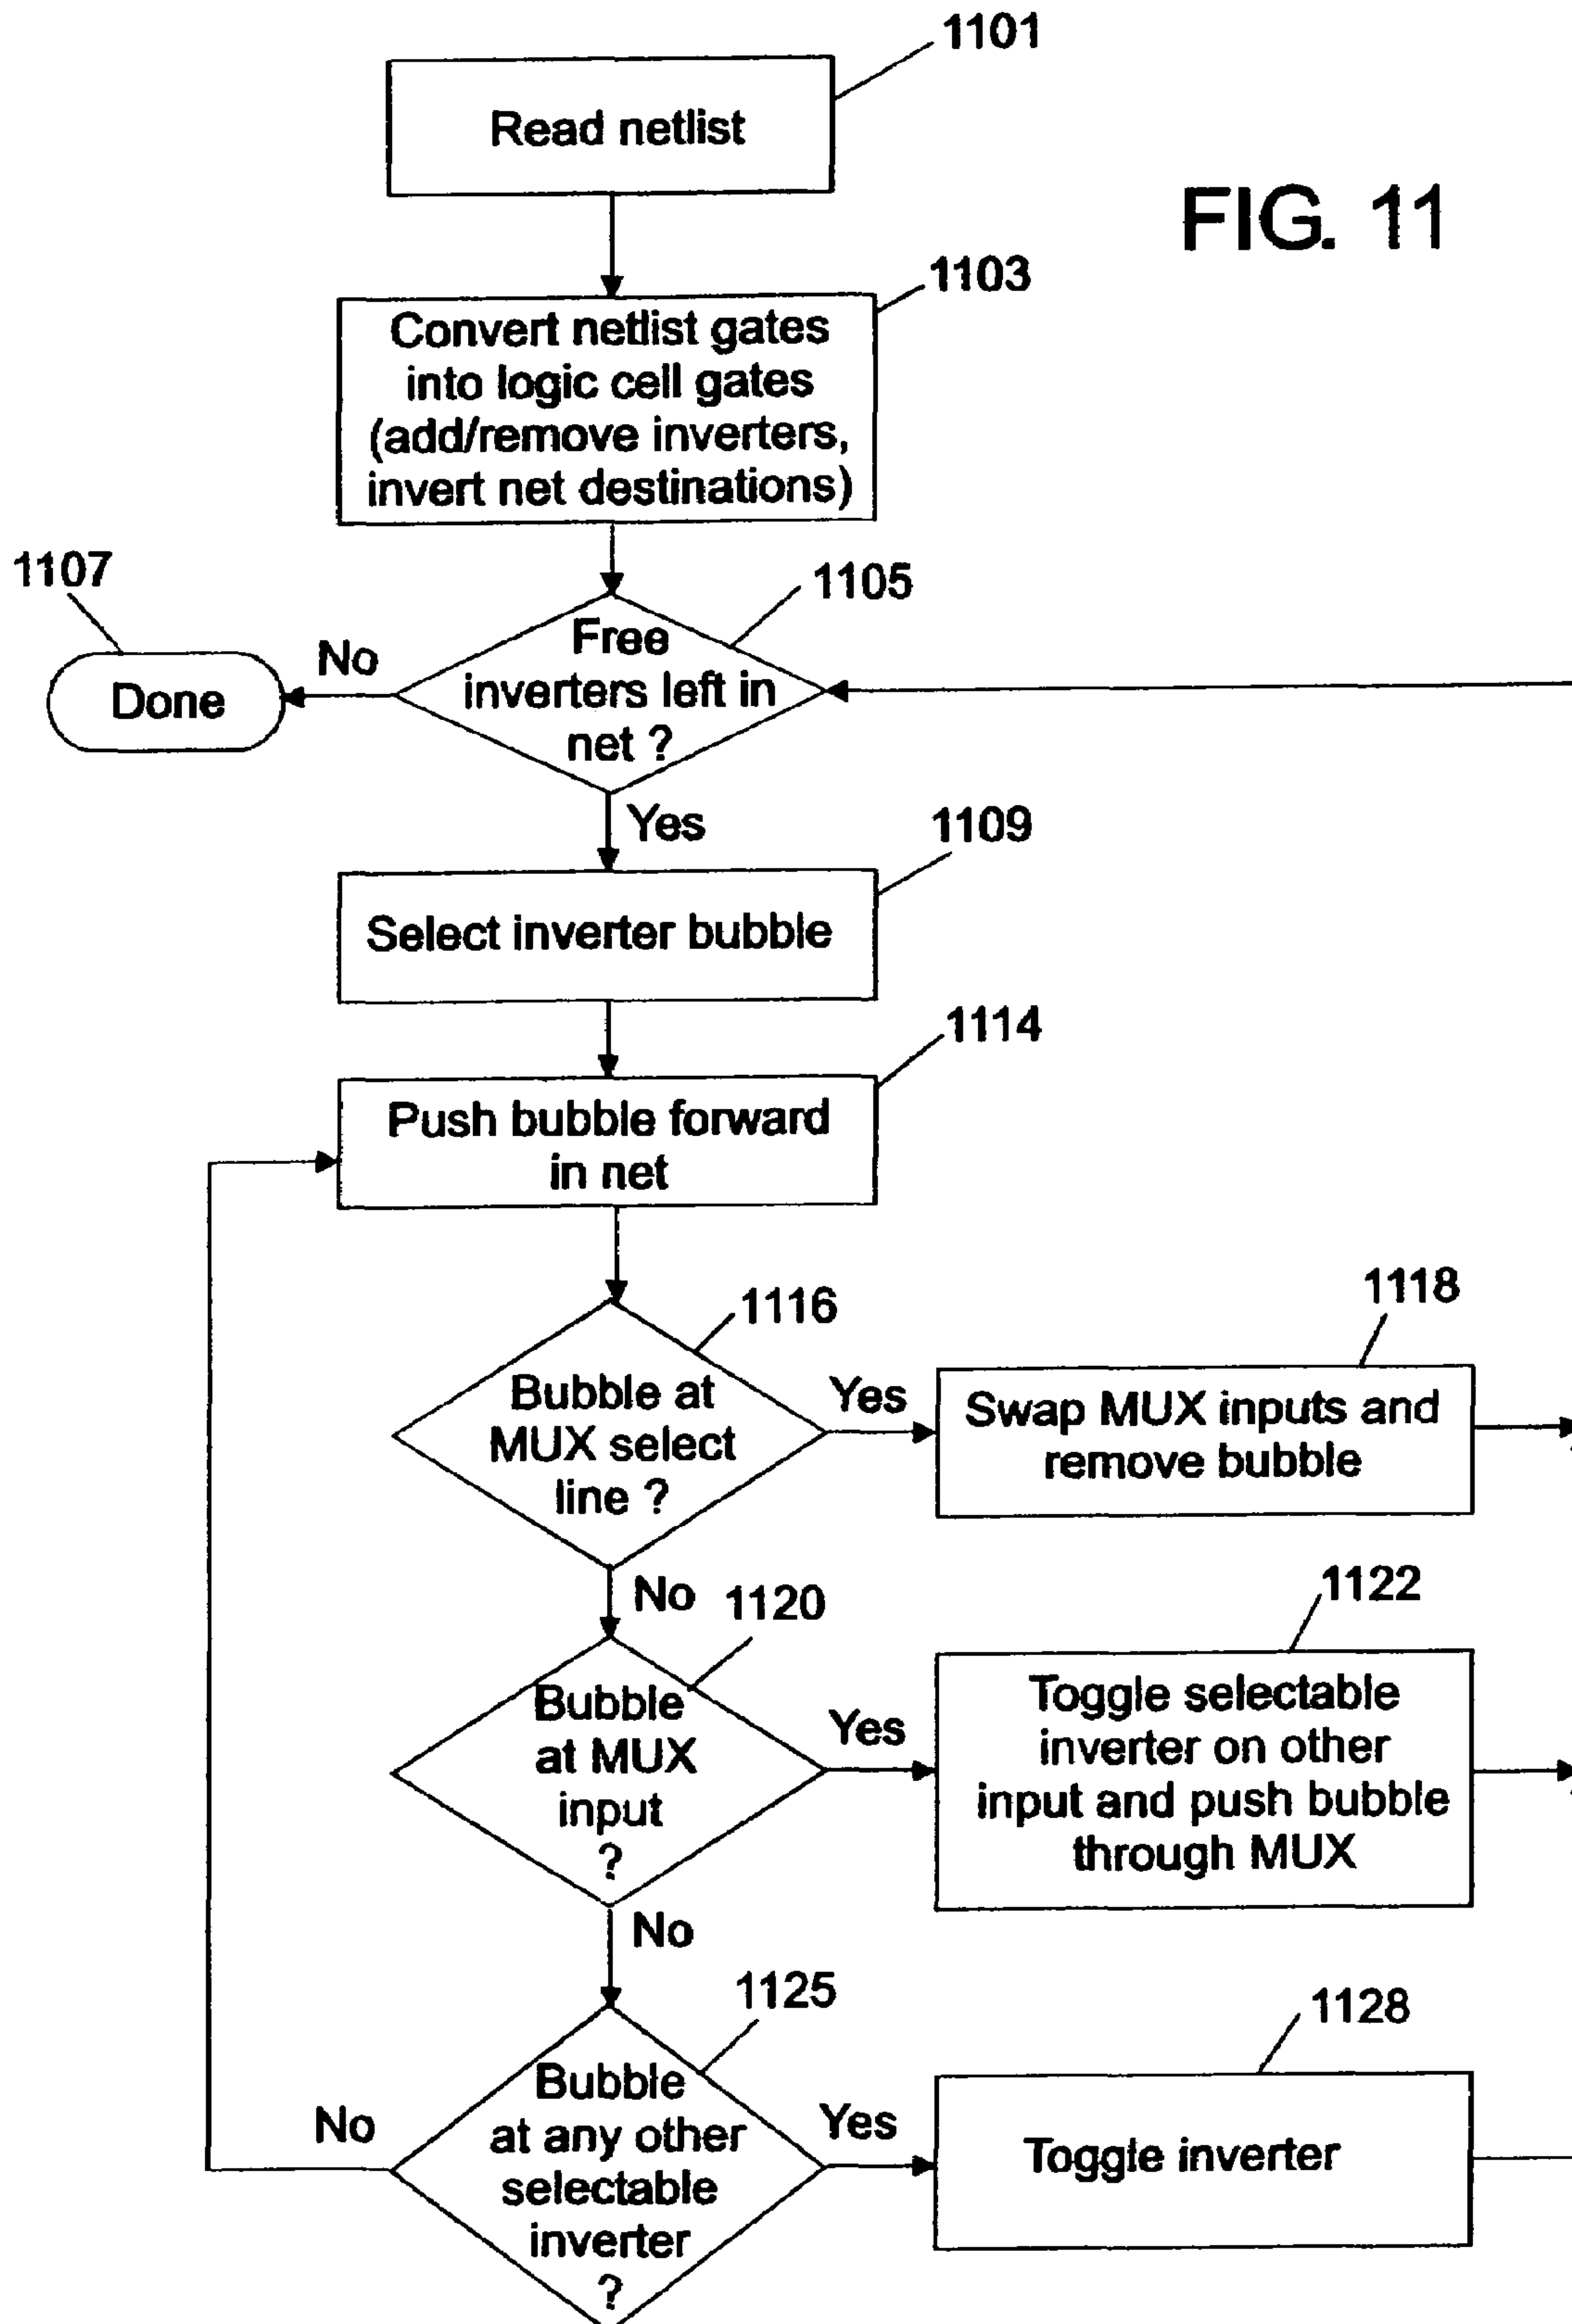 1101
Read netlist
FIG. 11
1103
Convert netlist gates
into logic cell gates
(add/remove inverters,
invert net destinations)
1107
1105
Done
No
Free
inverters left in
net ?
Yes
1109
Select inverter bubble
1114
Push bubble forward
in net
1116
1118
Bubble at
MUX select
line ?
Yes
Swap MUX inputs and
remove bubble
No
1120
1122
Bubble
at MUX
input
?
Yes
Toggle selectable
inverter on other
input and push bubble
through MUX
No
1125
1128
No
Bubble
at any other
selectable
inverter
?
Yes
Toggle inverter